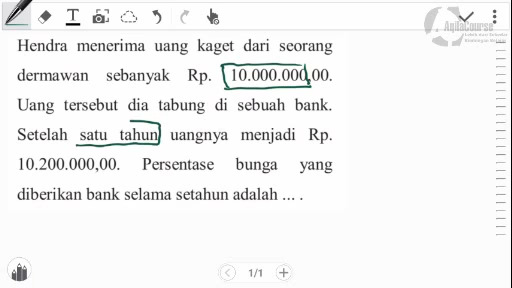 T
AqilaCourse
Hendra menerima uang kaget dari seorang
dermawan sebanyak Rp. 10.000.000,00.
Uang tersebut dia tabung di sebuah bank.
Setelah satu tahun uangnya menjadi Rp.
10.200.000,00. Persentase bunga yang
diberikan bank selama setahun adalah ... .
1/1